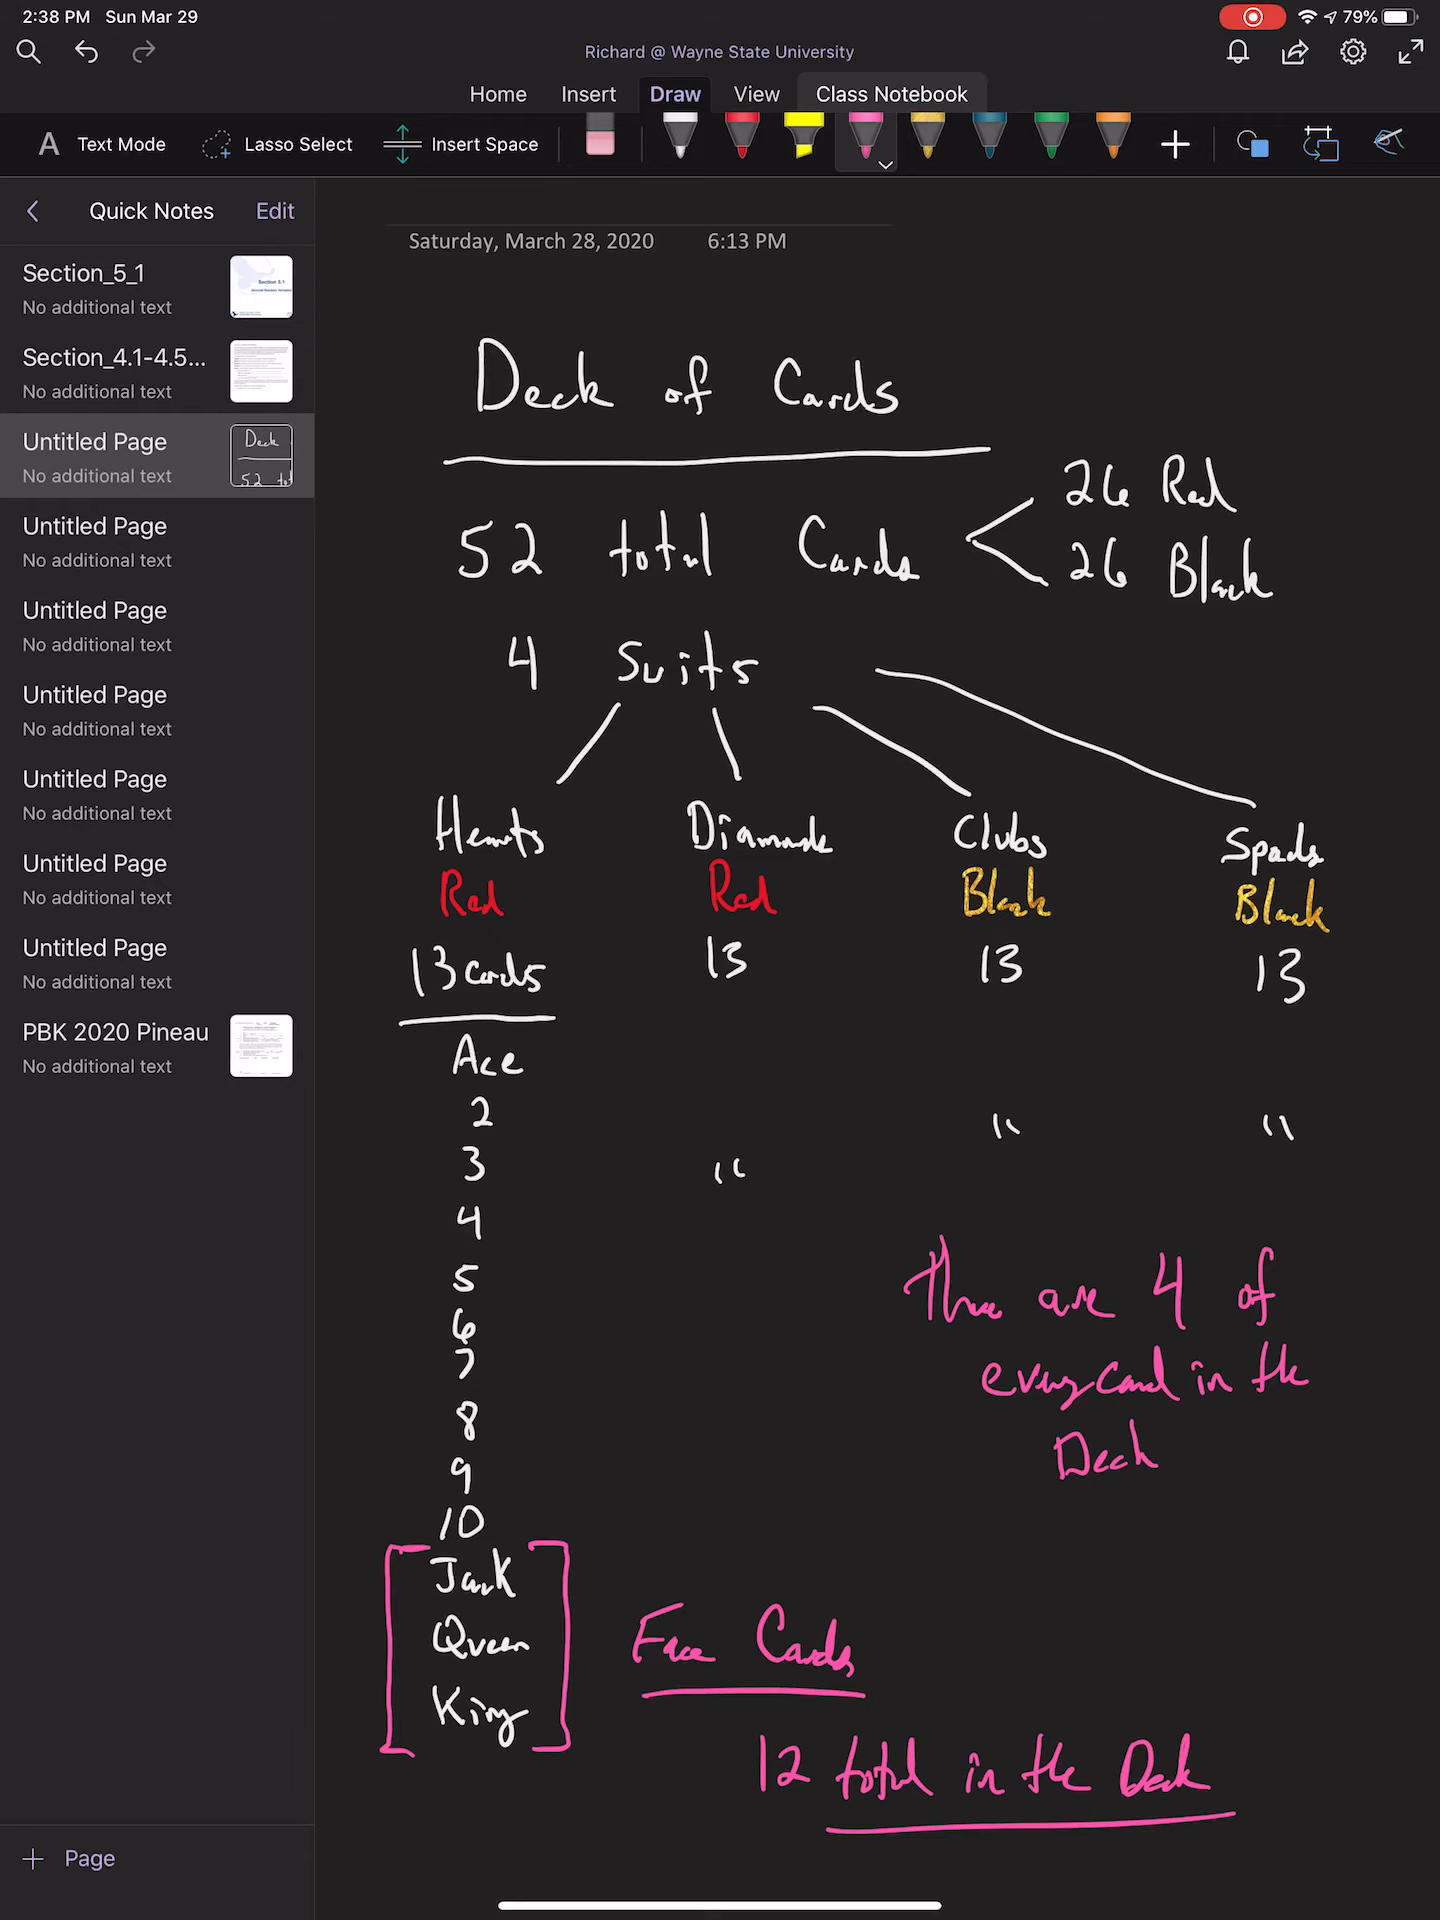 2:38 PM Sun Mar 29 79%
Richard @ Wayne State University
Home Insert Draw View Class Notebook
A Text Mode Lasso Select Insert Space
Quick Notes Edit
Saturday, March 28, 2020 6:13 PM
Section_5_1
No additional text
Section 5.1
Section_4.1-4.5...
No additional text
Untitled Page
No additional text
Deck
52 tot
Untitled Page
No additional text
Untitled Page
No additional text
Untitled Page
No additional text
Untitled Page
No additional text
Untitled Page
No additional text
Untitled Page
No additional text
PBK 2020 Pineau
No additional text
+ Page
Deck of Cards
52 total Cards < 26 Red
26 Black
4 Suits
Hearts Diamonds Clubs Spads
Red Red Black Black
13 cards 13 13 13
Ace
2
" "
3
"
4
5
6
7
8
9
10
There are 4 of
every card in the
Deck
Jack
Queen
King
Face Cards
12 total in the Deck